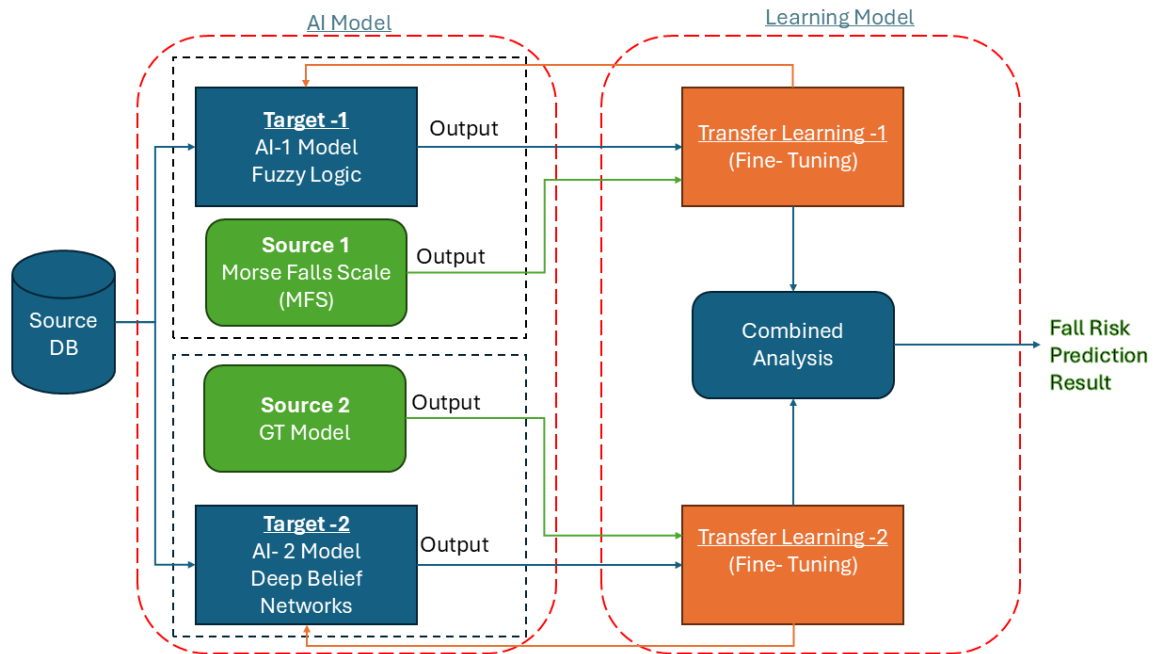 AI Model
Learning Model
Target -1
AI-1 Model
Fuzzy Logic
Output
Transfer Learning -1
(Fine- Tuning)
Source 1
Morse Falls Scale
(MFS)
Output
Source
DB
Combined
Analysis
Fall Risk
Prediction
Result
Source 2
GT Model
Output
Target -2
AI- 2 Model
Deep Belief
Networks
Output
Transfer Learning -2
(Fine- Tuning)